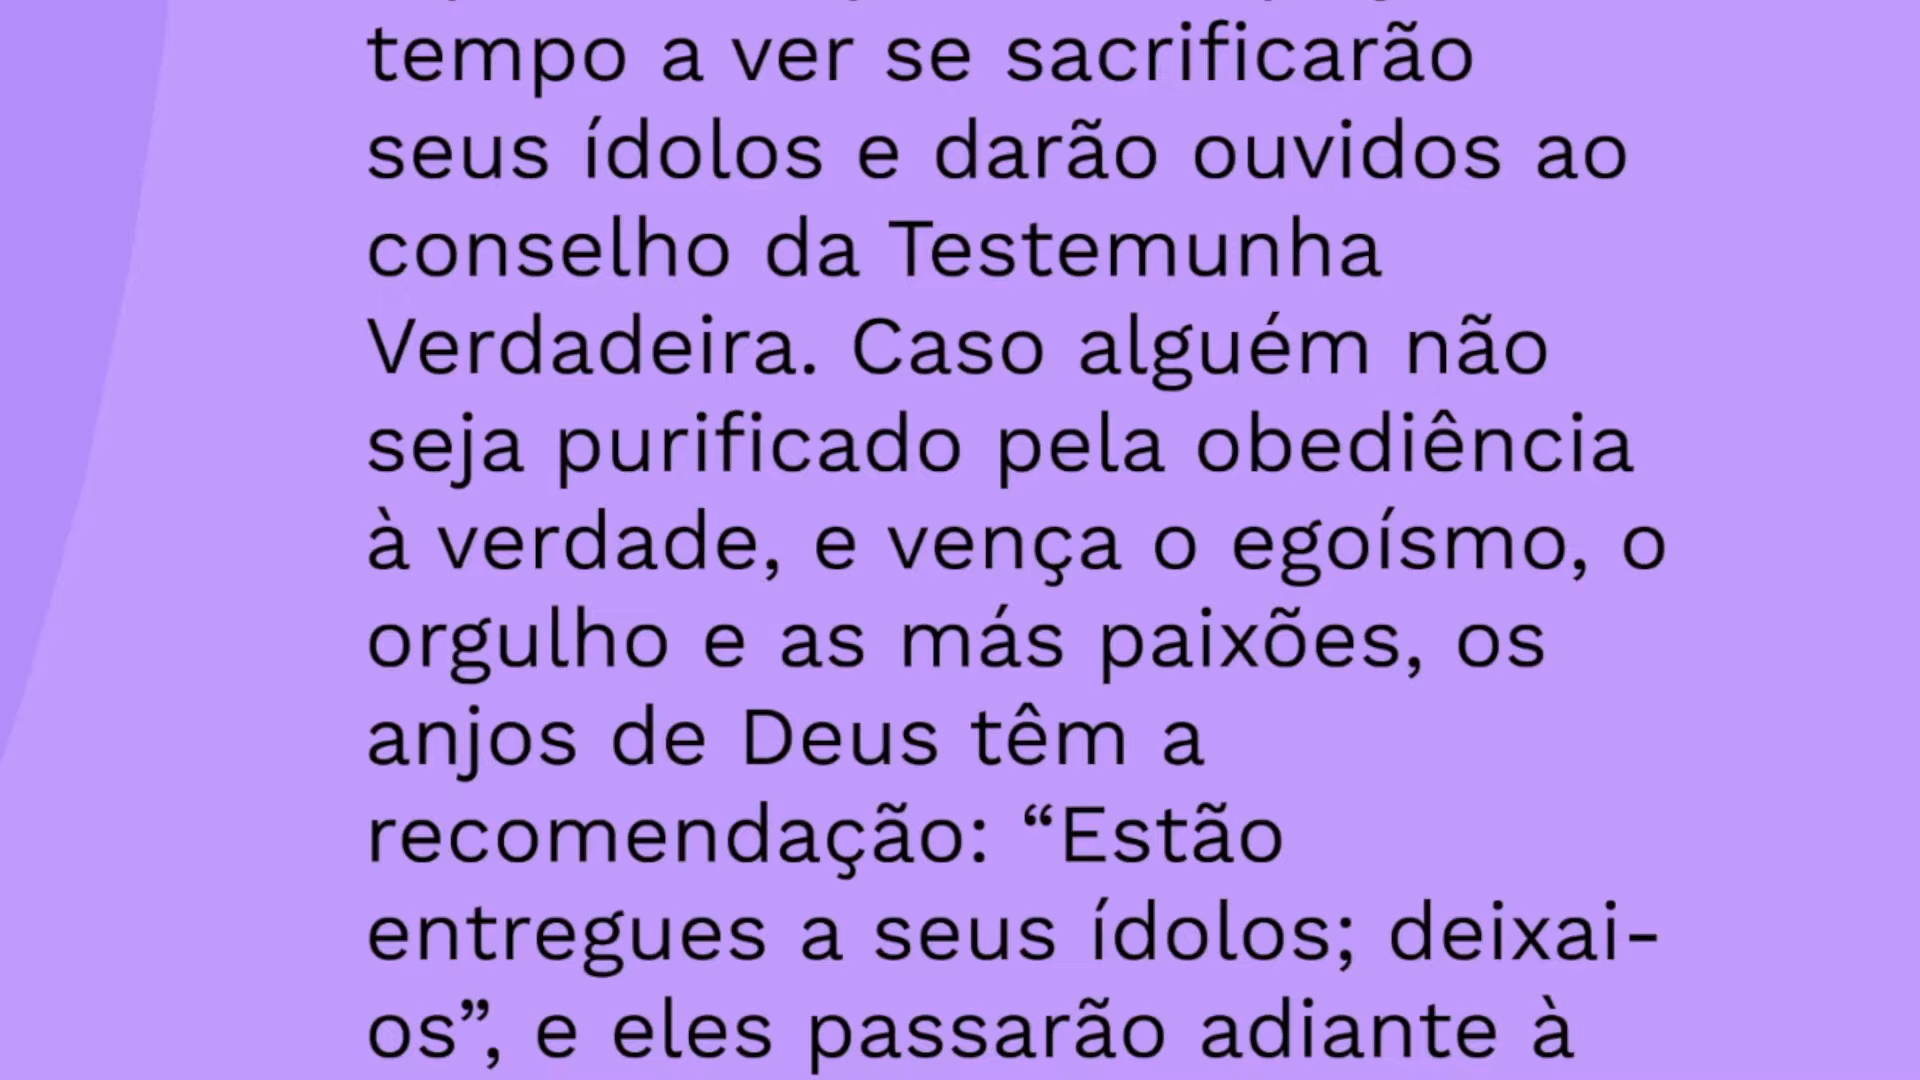 tempo a ver se sacrificarão
seus ídolos e darão ouvidos ao
conselho da Testemunha
Verdadeira. Caso alguém não
seja purificado pela obediência
à verdade, e vença o egoísmo, o
orgulho e as más paixões, os
anjos de Deus têm a
recomendação: “Estão
entregues a seus ídolos; deixai-
os”, e eles passarão adiante à